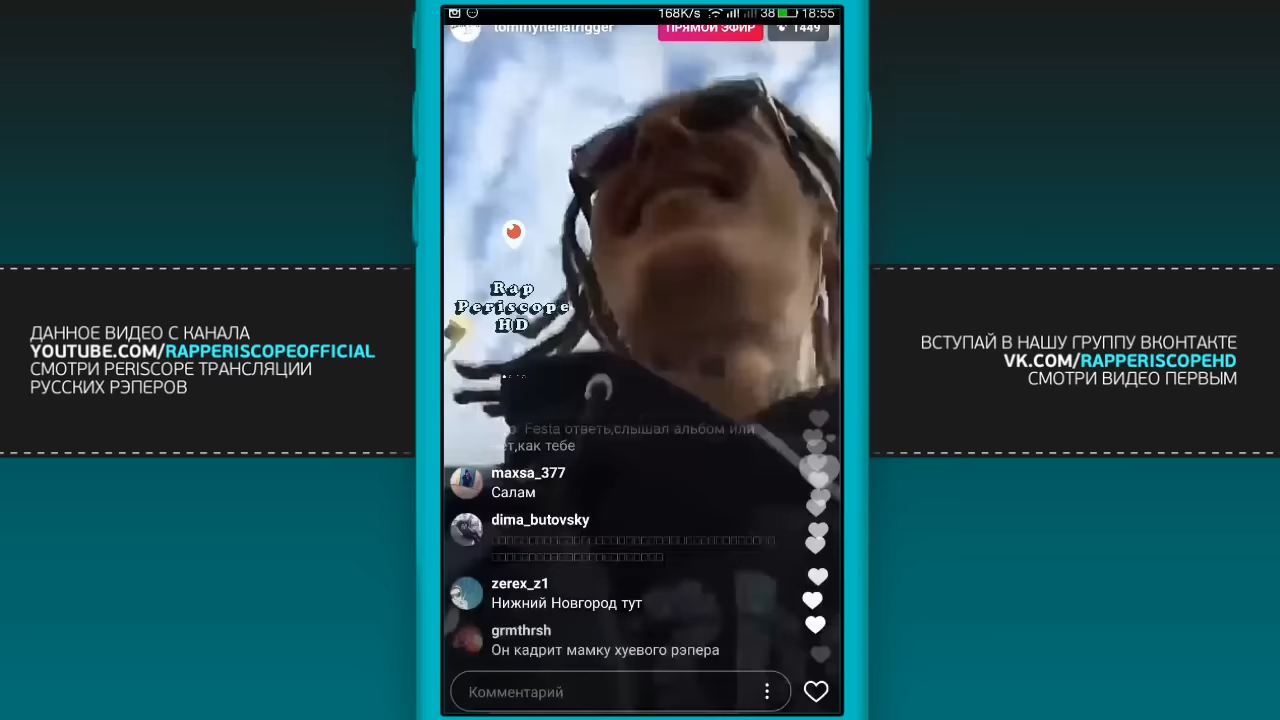 168K/s 38 18:55
tommyhellatrigger
ПРЯМОЙ ЭФИР 1449
Rap
Periscope
HD
ДАННОЕ ВИДЕО С КАНАЛА
YOUTUBE.COM/RAPPERISCOPEOFFICIAL
СМОТРИ PERISCOPE ТРАНСЛЯЦИИ
РУССКИХ РЭПЕРОВ
ВСТУПАЙ В НАШУ ГРУППУ ВКОНТАКТЕ
VK.COM/RAPPERISCOPEHD
СМОТРИ ВИДЕО ПЕРВЫМ
Festa ответь,слышал альбом или
ет,как тебе
maxsa_377
Салам
dima_butovsky
zerex_z1
Нижний Новгород тут
grmthrsh
Он кадрит мамку хуевого рэпера
Комментарий